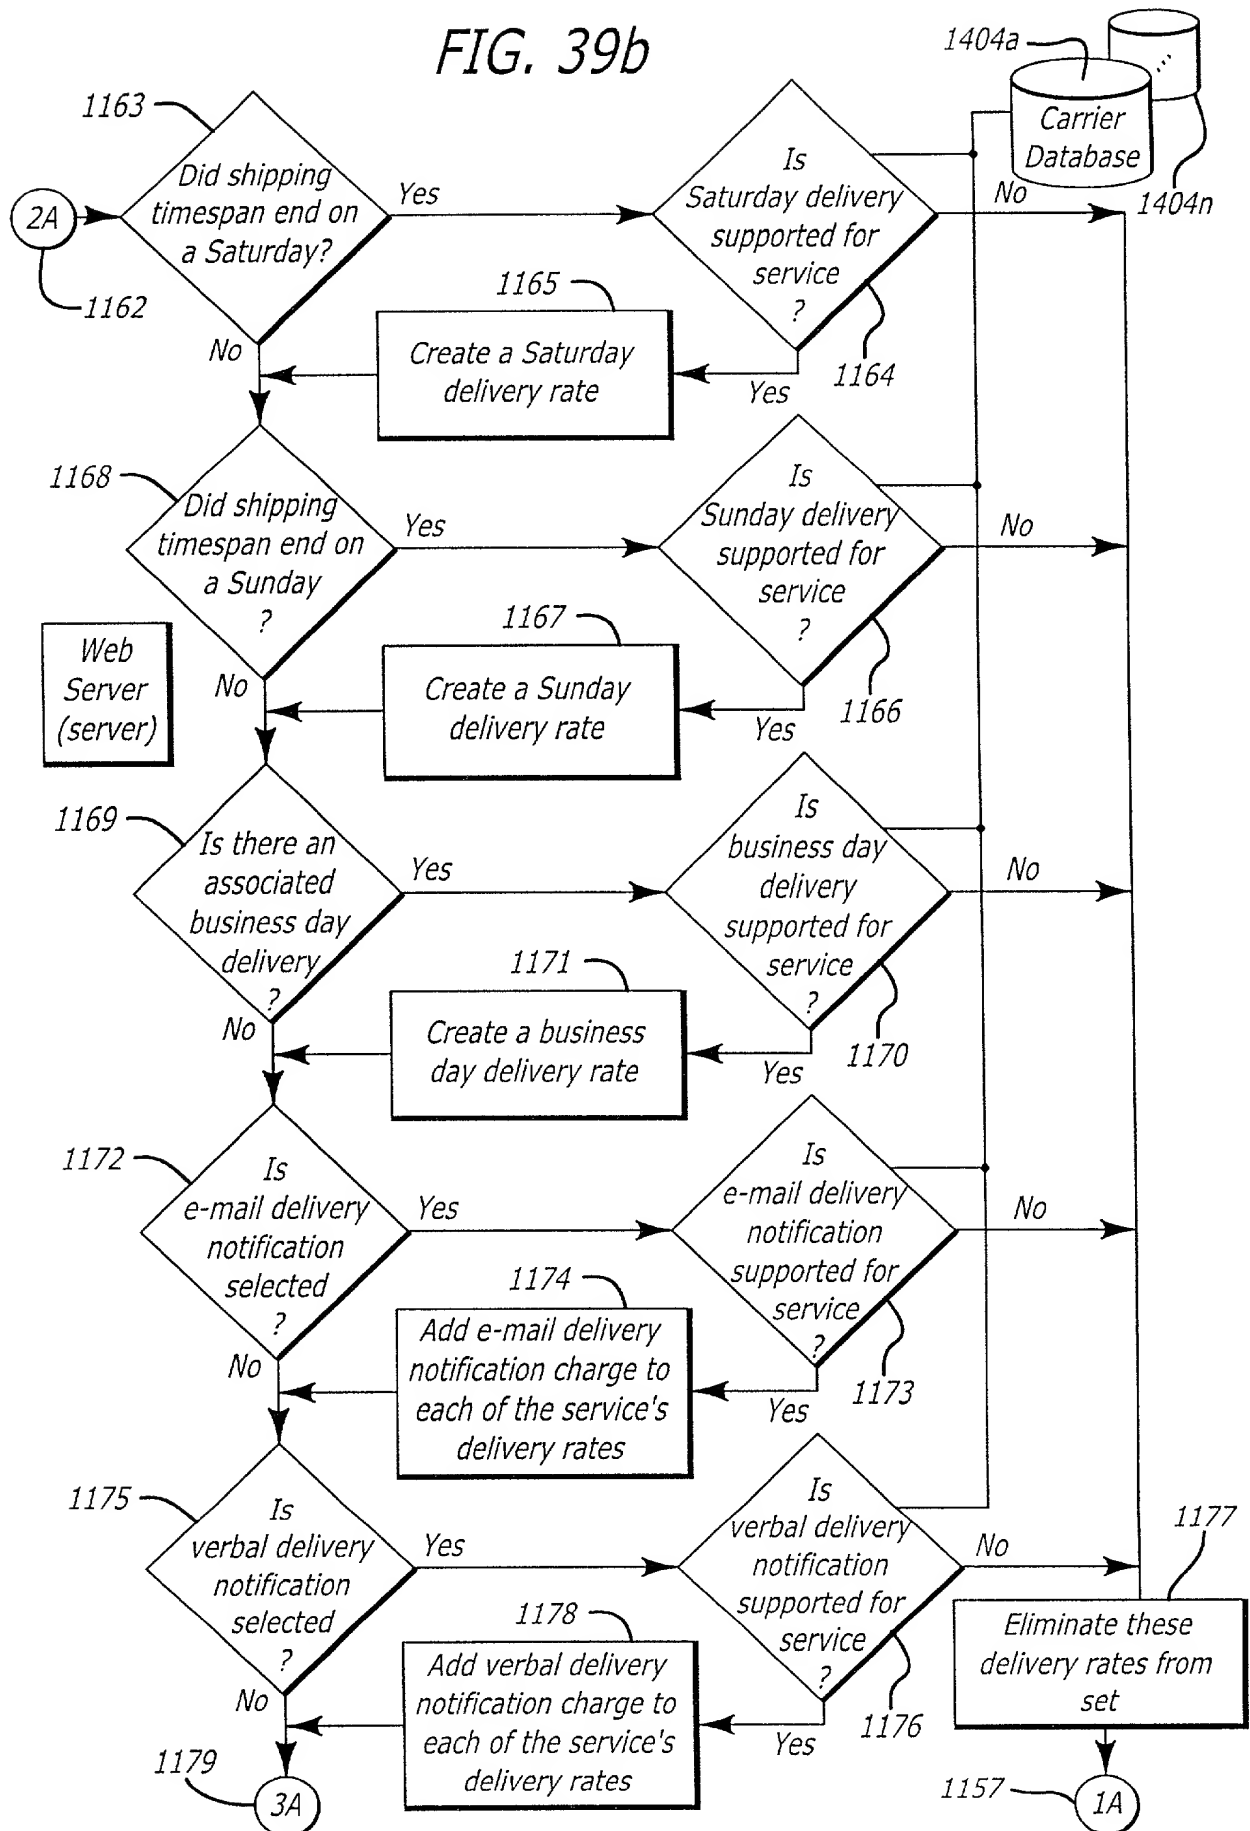 FIG. 39b
1404a
Carrier
Database
1404n
1163
Did shipping
timespan end on
a Saturday?
2A
1162
Yes
Is
Saturday delivery
supported for
service
?
1164
No
No
1165
Create a Saturday
delivery rate
Yes
1168
Did shipping
timespan end on
a Sunday
?
Yes
Is
Sunday delivery
supported for
service
?
1166
No
Web
Server
(server)
No
1167
Create a Sunday
delivery rate
Yes
1169
Is there an
associated
business day
delivery
?
Yes
Is
business day
delivery
supported for
service
?
1170
No
No
1171
Create a business
day delivery rate
Yes
1172
Is
e-mail delivery
notification
selected
?
Yes
Is
e-mail delivery
notification
supported for
service
?
1173
No
No
1174
Add e-mail delivery
notification charge to
each of the service's
delivery rates
Yes
1175
Is
verbal delivery
notification
selected
?
Yes
Is
verbal delivery
notification
supported for
service
?
1176
No
1177
Eliminate these
delivery rates from
set
No
1178
Add verbal delivery
notification charge to
each of the service's
delivery rates
Yes
1179
3A
1157
1A